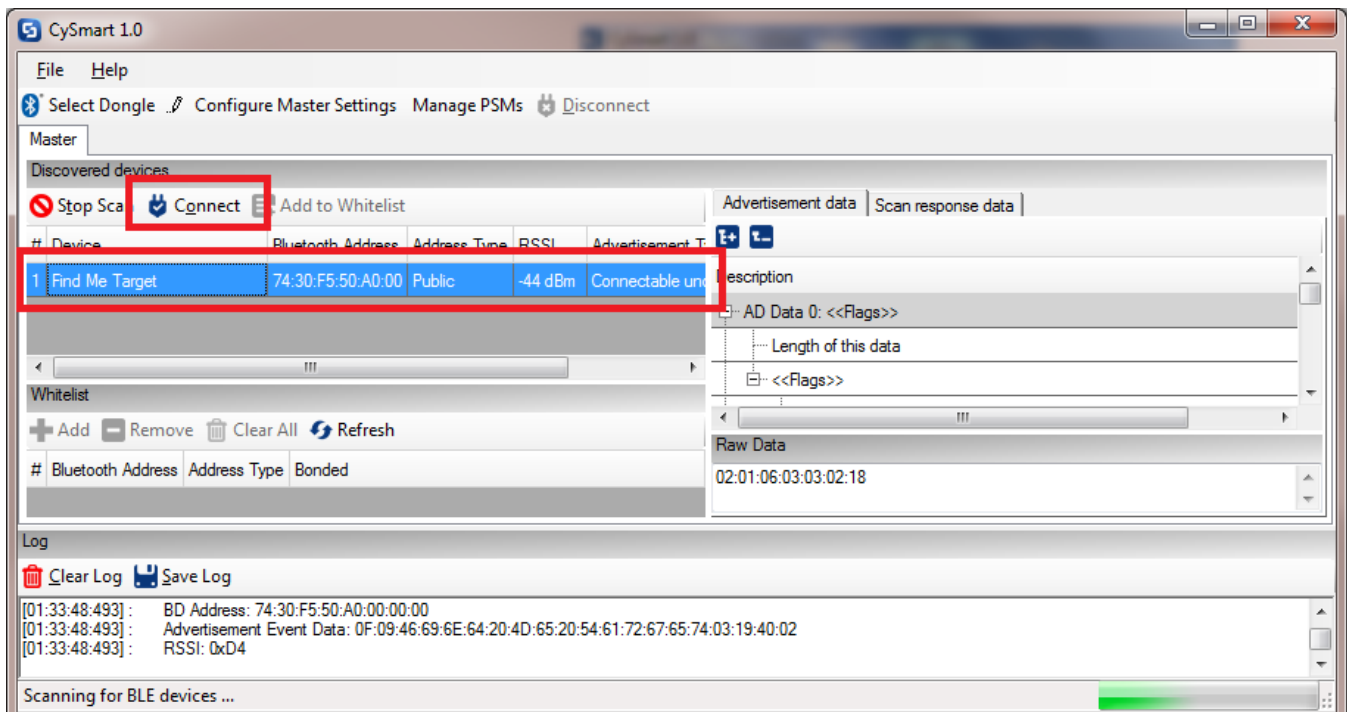 CySmart 1.0
File Help
Select Dongle Configure Master Settings Manage PSMs Disconnect
Master
Discovered devices
Stop Scan Connect Add to Whitelist
# Device Bluetooth Address Address Type RSSI Advertisement T
1 Find Me Target 74:30:F5:50:A0:00 Public -44 dBm Connectable und
Whitelist
Add Remove Clear All Refresh
# Bluetooth Address Address Type Bonded
Advertisement data Scan response data
Description
AD Data 0: <<Flags>>
Length of this data
<<Flags>>
Raw Data
02:01:06:03:03:02:18
Log
Clear Log Save Log
[01:33:48:493] : BD Address: 74:30:F5:50:A0:00:00:00
[01:33:48:493] : Advertisement Event Data: 0F:09:46:69:6E:64:20:4D:65:20:54:61:72:67:65:74:03:19:40:02
[01:33:48:493] : RSSI: 0xD4
Scanning for BLE devices ...